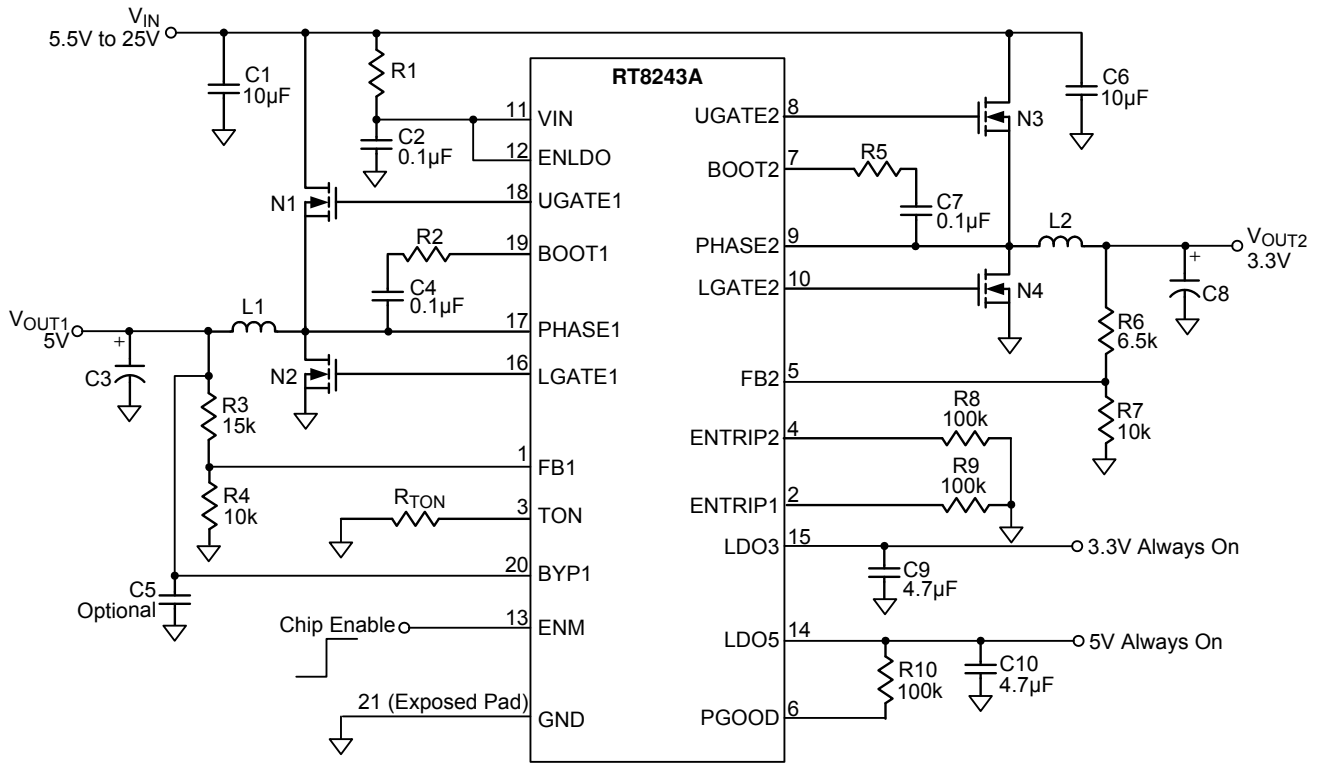 V_IN
5.5V to 25V
C1
10µF
R1
C2
0.1µF
RT8243A
11
VIN
12
ENLDO
18
UGATE1
19
BOOT1
17
PHASE1
16
LGATE1
1
FB1
3
TON
20
BYP1
13
ENM
21 (Exposed Pad)
GND
N1
R2
C4
0.1µF
L1
V_OUT1
5V
+
C3
N2
R3
15k
R4
10k
R_TON
C5
Optional
Chip Enable
UGATE2
8
BOOT2
7
PHASE2
9
LGATE2
10
FB2
5
ENTRIP2
4
ENTRIP1
2
LDO3
15
LDO5
14
PGOOD
6
C6
10µF
N3
R5
C7
0.1µF
L2
V_OUT2
3.3V
+
C8
N4
R6
6.5k
R7
10k
R8
100k
R9
100k
3.3V Always On
C9
4.7µF
5V Always On
R10
100k
C10
4.7µF